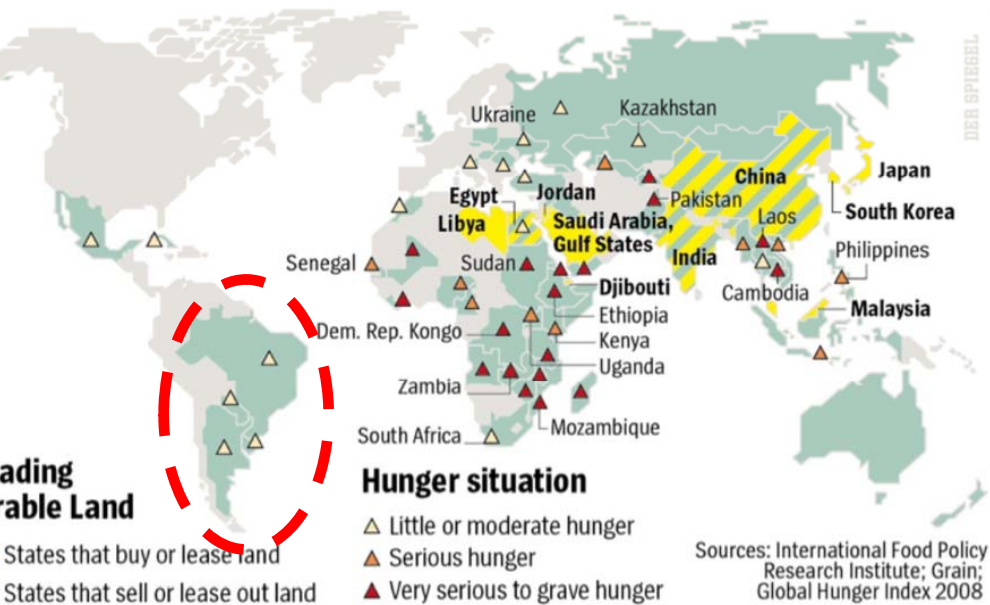 Ukraine
Kazakhstan
DER SPIEGEL
Egypt
Jordan
China
Japan
Libya
Saudi Arabia,
Gulf States
Pakistan
Laos
South Korea
Senegal
Sudan
India
Philippines
Djibouti
Cambodia
Malaysia
Ethiopia
Dem. Rep. Kongo
Kenya
Uganda
Zambia
Mozambique
South Africa
ading
rable Land
States that buy or lease land
States that sell or lease out land
Hunger situation
Little or moderate hunger
Serious hunger
Very serious to grave hunger
Sources: International Food Policy
Research Institute; Grain;
Global Hunger Index 2008